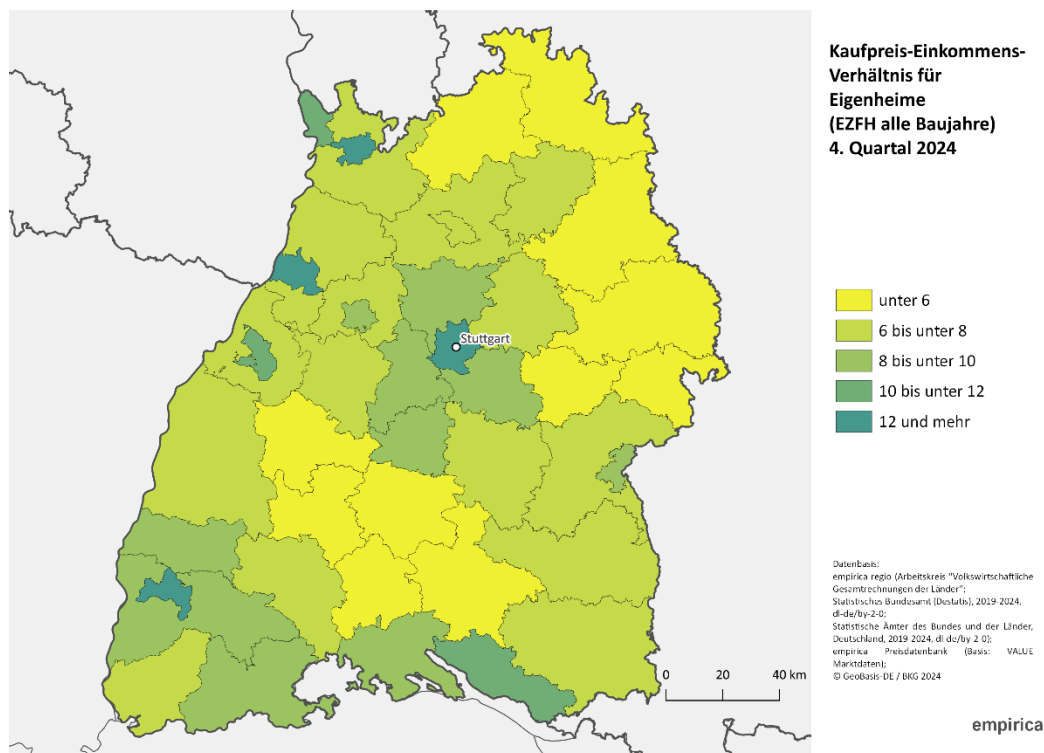 Kaufpreis-Einkommens-
Verhältnis für
Eigenheime
(EZFH alle Baujahre)
4. Quartal 2024
Stuttgart
unter 6
6 bis unter 8
8 bis unter 10
10 bis unter 12
12 und mehr
Datenbasis:
empirica regio (Arbeitskreis "Volkswirtschaftliche
Gesamtrechnungen der Länder";
Statistisches Bundesamt (Destatis), 2019-2024,
dl-de/by-2-0;
Statistische Ämter des Bundes und der Länder,
Deutschland, 2019-2024, dl-de/by-2-0);
empirica Preisdatenbank (Basis: VALUE
Marktdaten);
© GeoBasis-DE / BKG 2024
0 20 40 km
empirica